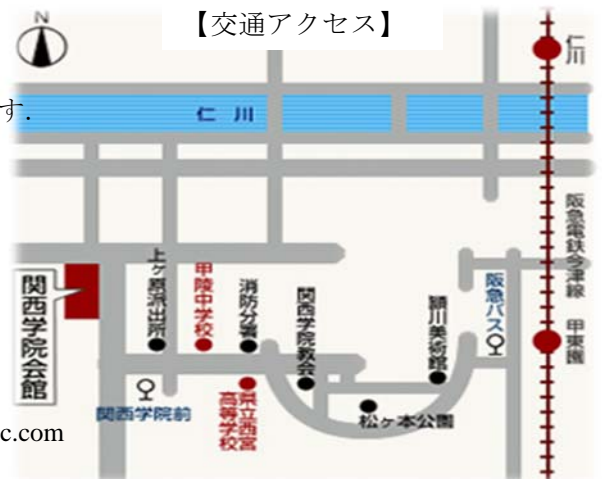 【交通アクセス】
N
仁川
す.
仁 川
阪急電鉄今津線
上ヶ原派出所
甲陵中学校
消防分署
関西学院教会
頴川美術館
阪急バス
甲東園
関西学院会館
関西学院前
県立西宮
高等学校
松ヶ本公園
c.com